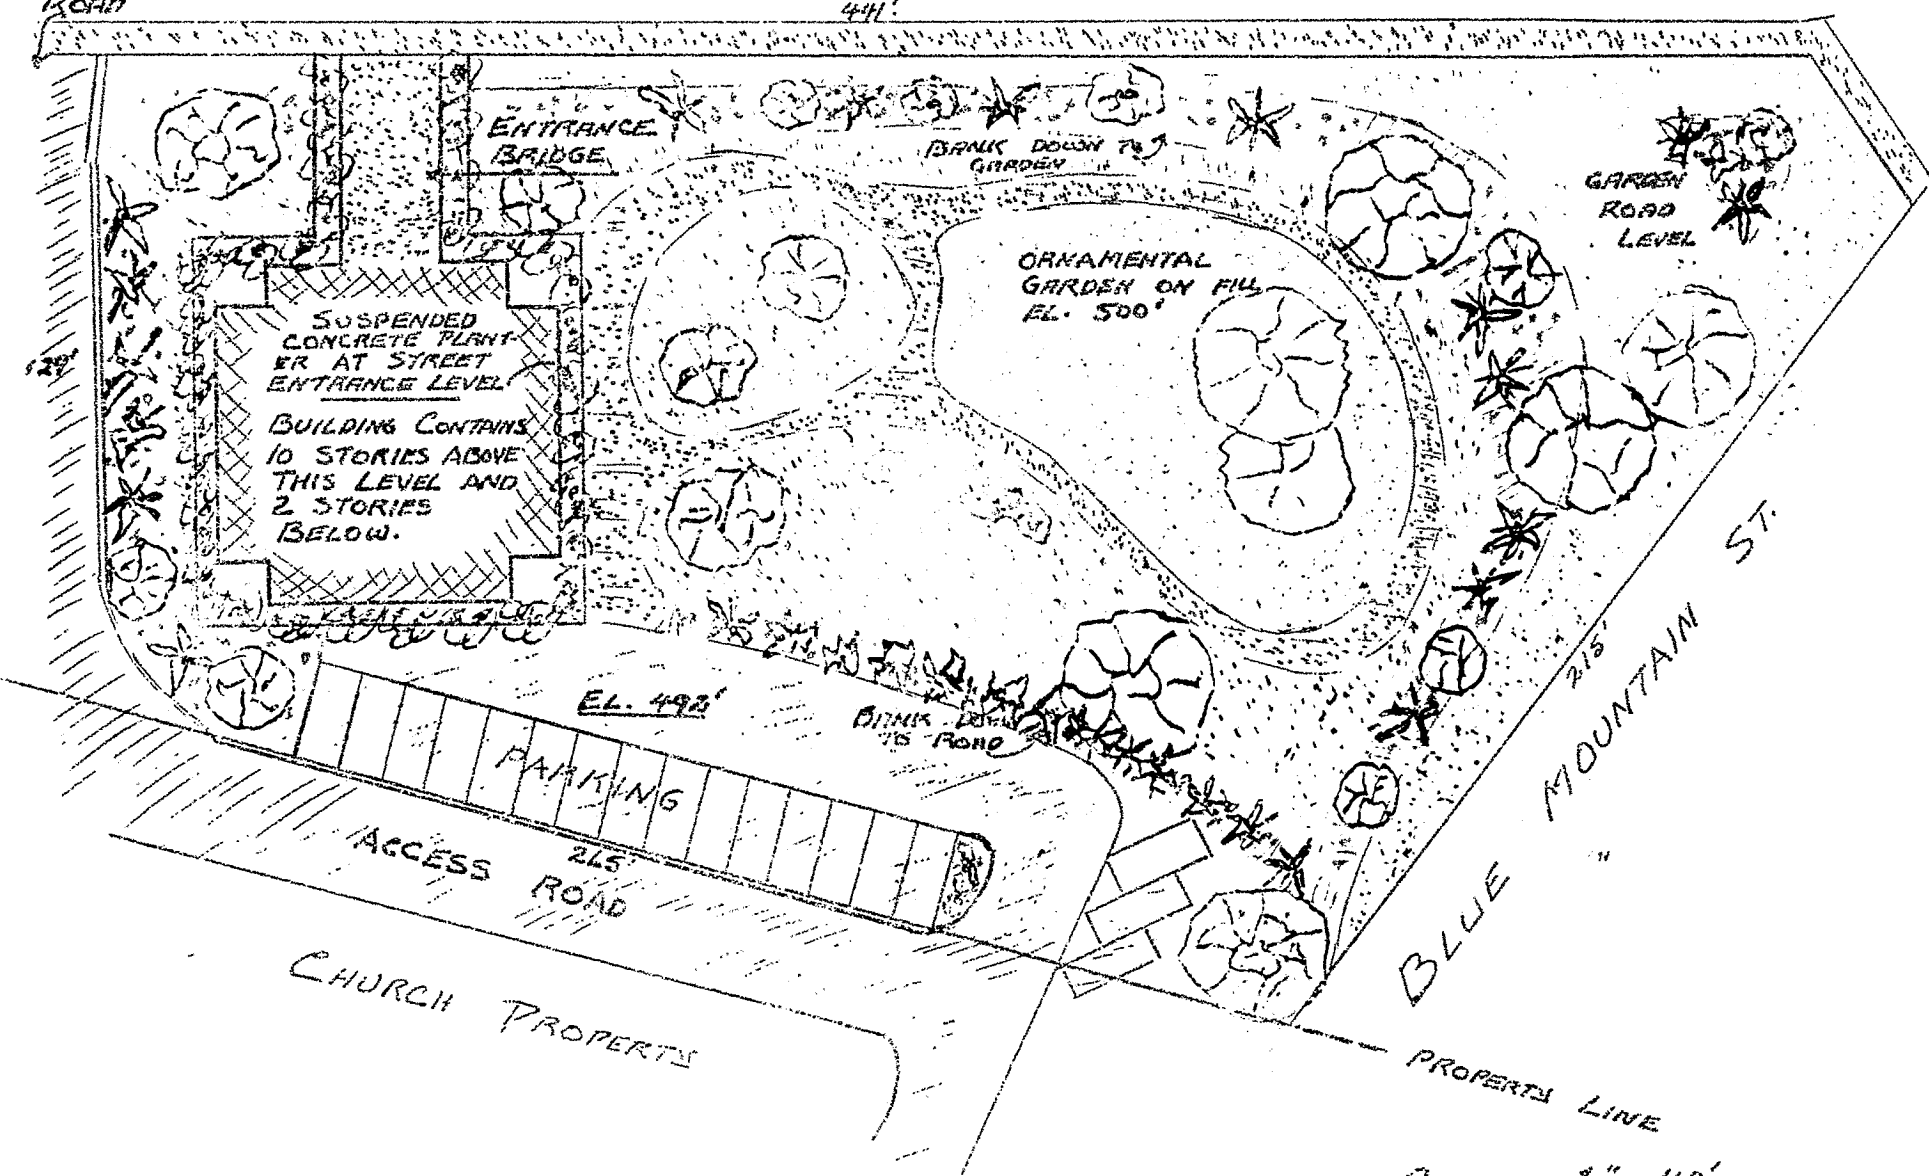 ROAD
441'
ENTRANCE
BRIDGE
BANK DOWN TO
GARDEN
GARDEN
ROAD
LEVEL
ORNAMENTAL
GARDEN ON FILL
EL. 500'
SUSPENDED
CONCRETE PLANT-
ER AT STREET
ENTRANCE LEVEL
BUILDING CONTAINS
10 STORIES ABOVE
THIS LEVEL AND
2 STORIES
BELOW.
BANK DOWN
TO ROAD
PARKING
ACCESS ROAD
265'
CHURCH PROPERTY
215'
BLUE MOUNTAIN ST.
PROPERTY LINE